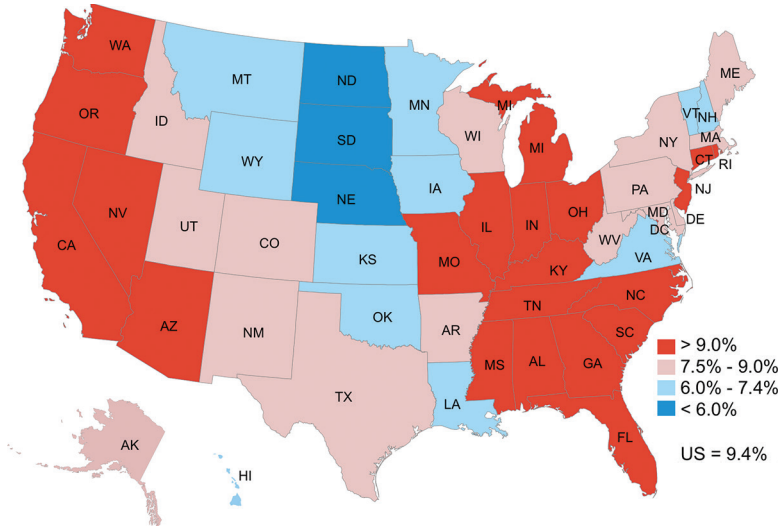 WA
MT
ND
MN
ME
OR
ID
SD
WI
MI
VT
NH
NY
MA
WY
MI
CT
RI
IA
NE
PA
NJ
NV
UT
IL
IN
OH
MD
DE
CA
CO
KS
MO
WV
DC
VA
KY
AZ
NM
OK
AR
TN
NC
SC
MS
AL
GA
TX
LA
FL
AK
HI
> 9.0%
7.5% - 9.0%
6.0% - 7.4%
< 6.0%
US = 9.4%